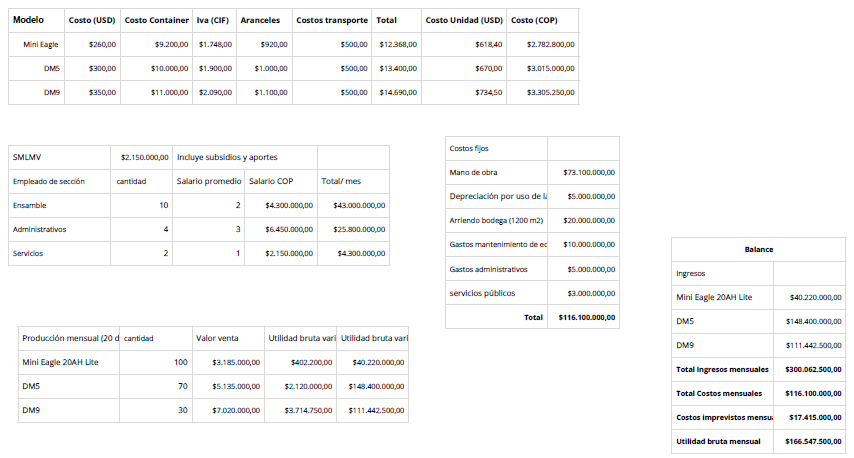 Modelo Costo (USD) Costo Container Iva (CIF) Aranceles Costos transporte Total Costo Unidad (USD) Costo (COP)
Mini Eagle $260,00 $9.200,00 $1.748,00 $920,00 $500,00 $12.368,00 $618,40 $2.782.800,00
DM5 $300,00 $10.000,00 $1.900,00 $1.000,00 $500,00 $13.400,00 $670,00 $3.015.000,00
DM9 $350,00 $11.000,00 $2.090,00 $1.100,00 $500,00 $14.690,00 $734,50 $3.305.250,00
SMLMV $2.150.000,00 Incluye subsidios y aportes
Empleado de sección cantidad Salario promedio Salario COP Total/ mes
Ensamble 10 2 $4.300.000,00 $43.000.000,00
Administrativos 4 3 $6.450.000,00 $25.800.000,00
Servicios 2 1 $2.150.000,00 $4.300.000,00
Costos fijos
Mano de obra $73.100.000,00
Depreciación por uso de la $5.000.000,00
Arriendo bodega (1200 m2) $20.000.000,00
Gastos mantenimiento de ec $10.000.000,00
Gastos administrativos $5.000.000,00
servicios públicos $3.000.000,00
Total $116.100.000,00
Producción mensual (20 d cantidad Valor venta Utilidad bruta vari Utilidad bruta vari
Mini Eagle 20AH Lite 100 $3.185.000,00 $402.200,00 $40.220.000,00
DM5 70 $5.135.000,00 $2.120.000,00 $148.400.000,00
DM9 30 $7.020.000,00 $3.714.750,00 $111.442.500,00
Balance
Ingresos
Mini Eagle 20AH Lite $40.220.000,00
DM5 $148.400.000,00
DM9 $111.442.500,00
Total Ingresos mensuales $300.062.500,00
Total Costos mensuales $116.100.000,00
Costos imprevistos mensua $17.415.000,00
Utilidad bruta mensual $166.547.500,00